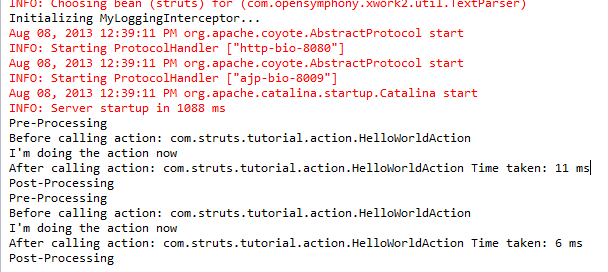 INFO: Choosing bean (struts) for (com.opensymphony.xwork2.util.TextParser)
Initializing MyLoggingInterceptor...
Aug 08, 2013 12:39:11 PM org.apache.coyote.AbstractProtocol start
INFO: Starting ProtocolHandler ["http-bio-8080"]
Aug 08, 2013 12:39:11 PM org.apache.coyote.AbstractProtocol start
INFO: Starting ProtocolHandler ["ajp-bio-8009"]
Aug 08, 2013 12:39:11 PM org.apache.catalina.startup.Catalina start
INFO: Server startup in 1088 ms
Pre-Processing
Before calling action: com.struts.tutorial.action.HelloWorldAction
I'm doing the action now
After calling action: com.struts.tutorial.action.HelloWorldAction Time taken: 11 ms
Post-Processing
Pre-Processing
Before calling action: com.struts.tutorial.action.HelloWorldAction
I'm doing the action now
After calling action: com.struts.tutorial.action.HelloWorldAction Time taken: 6 ms
Post-Processing